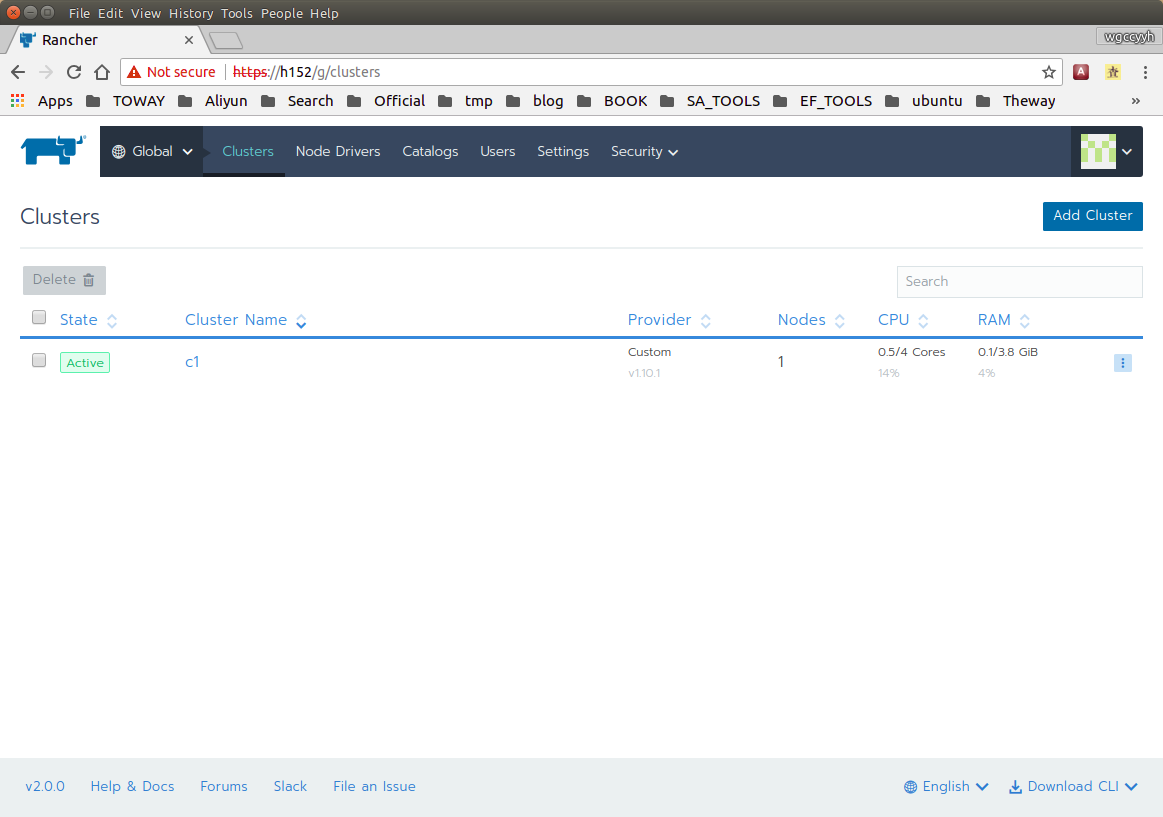 File Edit View History Tools People Help
Rancher
wgccyyh
Not secure https://h152/g/clusters
Apps TOWAY Aliyun Search Official tmp blog BOOK SA_TOOLS EF_TOOLS ubuntu Theway »
Global Clusters Node Drivers Catalogs Users Settings Security
Clusters Add Cluster
Delete Search
State Cluster Name Provider Nodes CPU RAM
Active c1 Custom 1 0.5/4 Cores 0.1/3.8 GiB
v1.10.1 14% 4%
v2.0.0 Help & Docs Forums Slack File an Issue English Download CLI